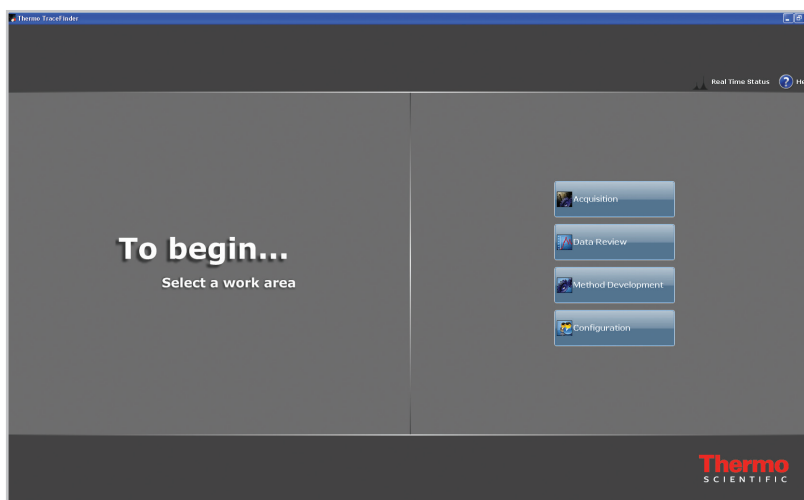 Thermo TraceFinder
Real Time Status
To begin...
Select a work area
Acquisition
Data Review
Method Development
Configuration
Thermo
SCIENTIFIC